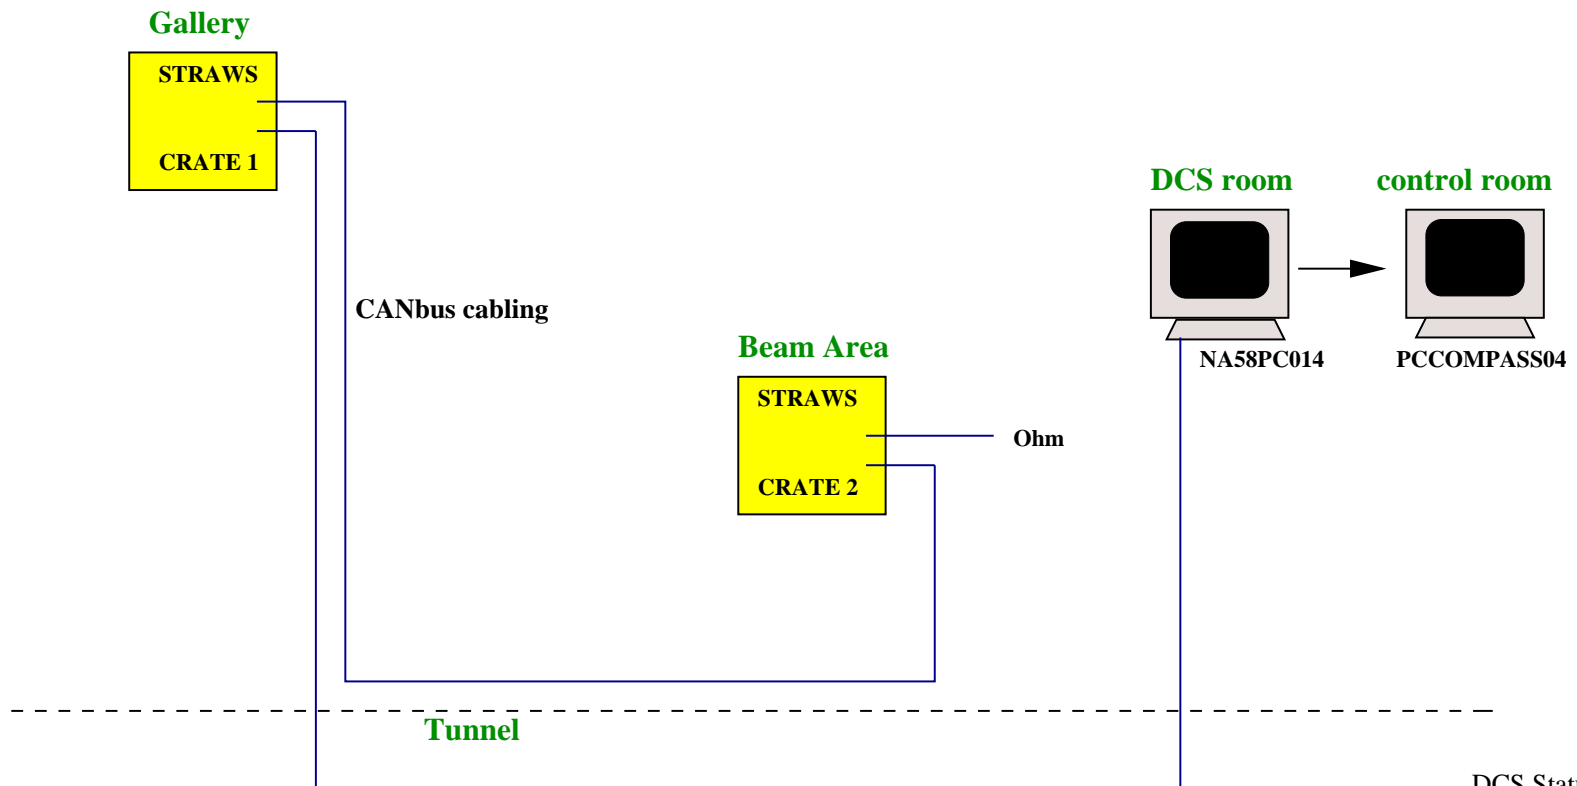 Gallery
STRAWS
CRATE 1
DCS room
control room
CANbus cabling
Beam Area
NA58PC014
PCCOMPASS04
STRAWS
Ohm
CRATE 2
Tunnel
DCS